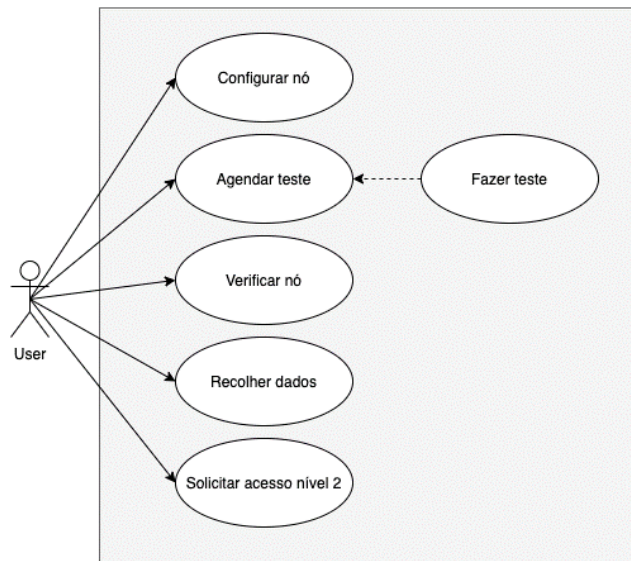 Configurar nó
Agendar teste
Fazer teste
Verificar nó
User
Recolher dados
Solicitar acesso nível 2